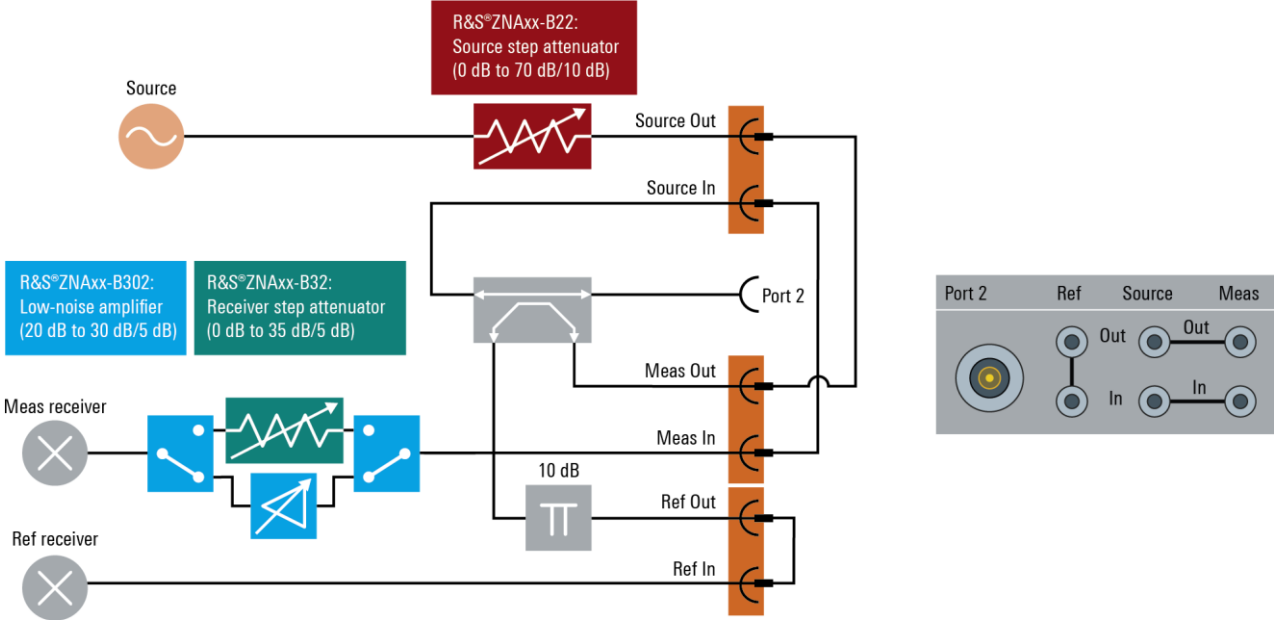 R&S®ZNAxx-B22:
Source step attenuator
(0 dB to 70 dB/10 dB)
Source
Source Out
Source In
R&S®ZNAxx-B302:
Low-noise amplifier
(20 dB to 30 dB/5 dB)
R&S®ZNAxx-B32:
Receiver step attenuator
(0 dB to 35 dB/5 dB)
Port 2
Meas Out
Meas receiver
Meas In
10 dB
Ref Out
Ref receiver
Ref In
Port 2 Ref Source Meas
Out Out
In In